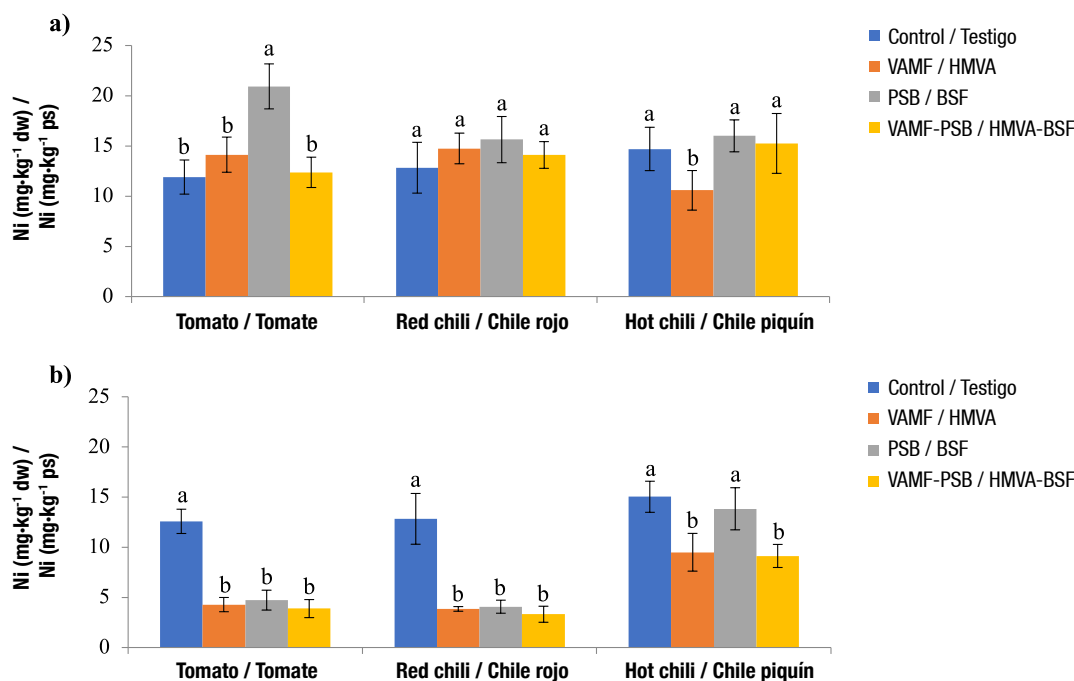 a)
Ni (mg·kg⁻¹ dw) /
Ni (mg·kg⁻¹ ps)
25
20
15
10
5
0
b b a b
a a a a
a b a a
Tomato / Tomate
Red chili / Chile rojo
Hot chili / Chile piquín
Control / Testigo
VAMF / HMVA
PSB / BSF
VAMF-PSB / HMVA-BSF
b)
Ni (mg·kg⁻¹ dw) /
Ni (mg·kg⁻¹ ps)
25
20
15
10
5
0
a b b b
a b b b
a b a b
Tomato / Tomate
Red chili / Chile rojo
Hot chili / Chile piquín
Control / Testigo
VAMF / HMVA
PSB / BSF
VAMF-PSB / HMVA-BSF